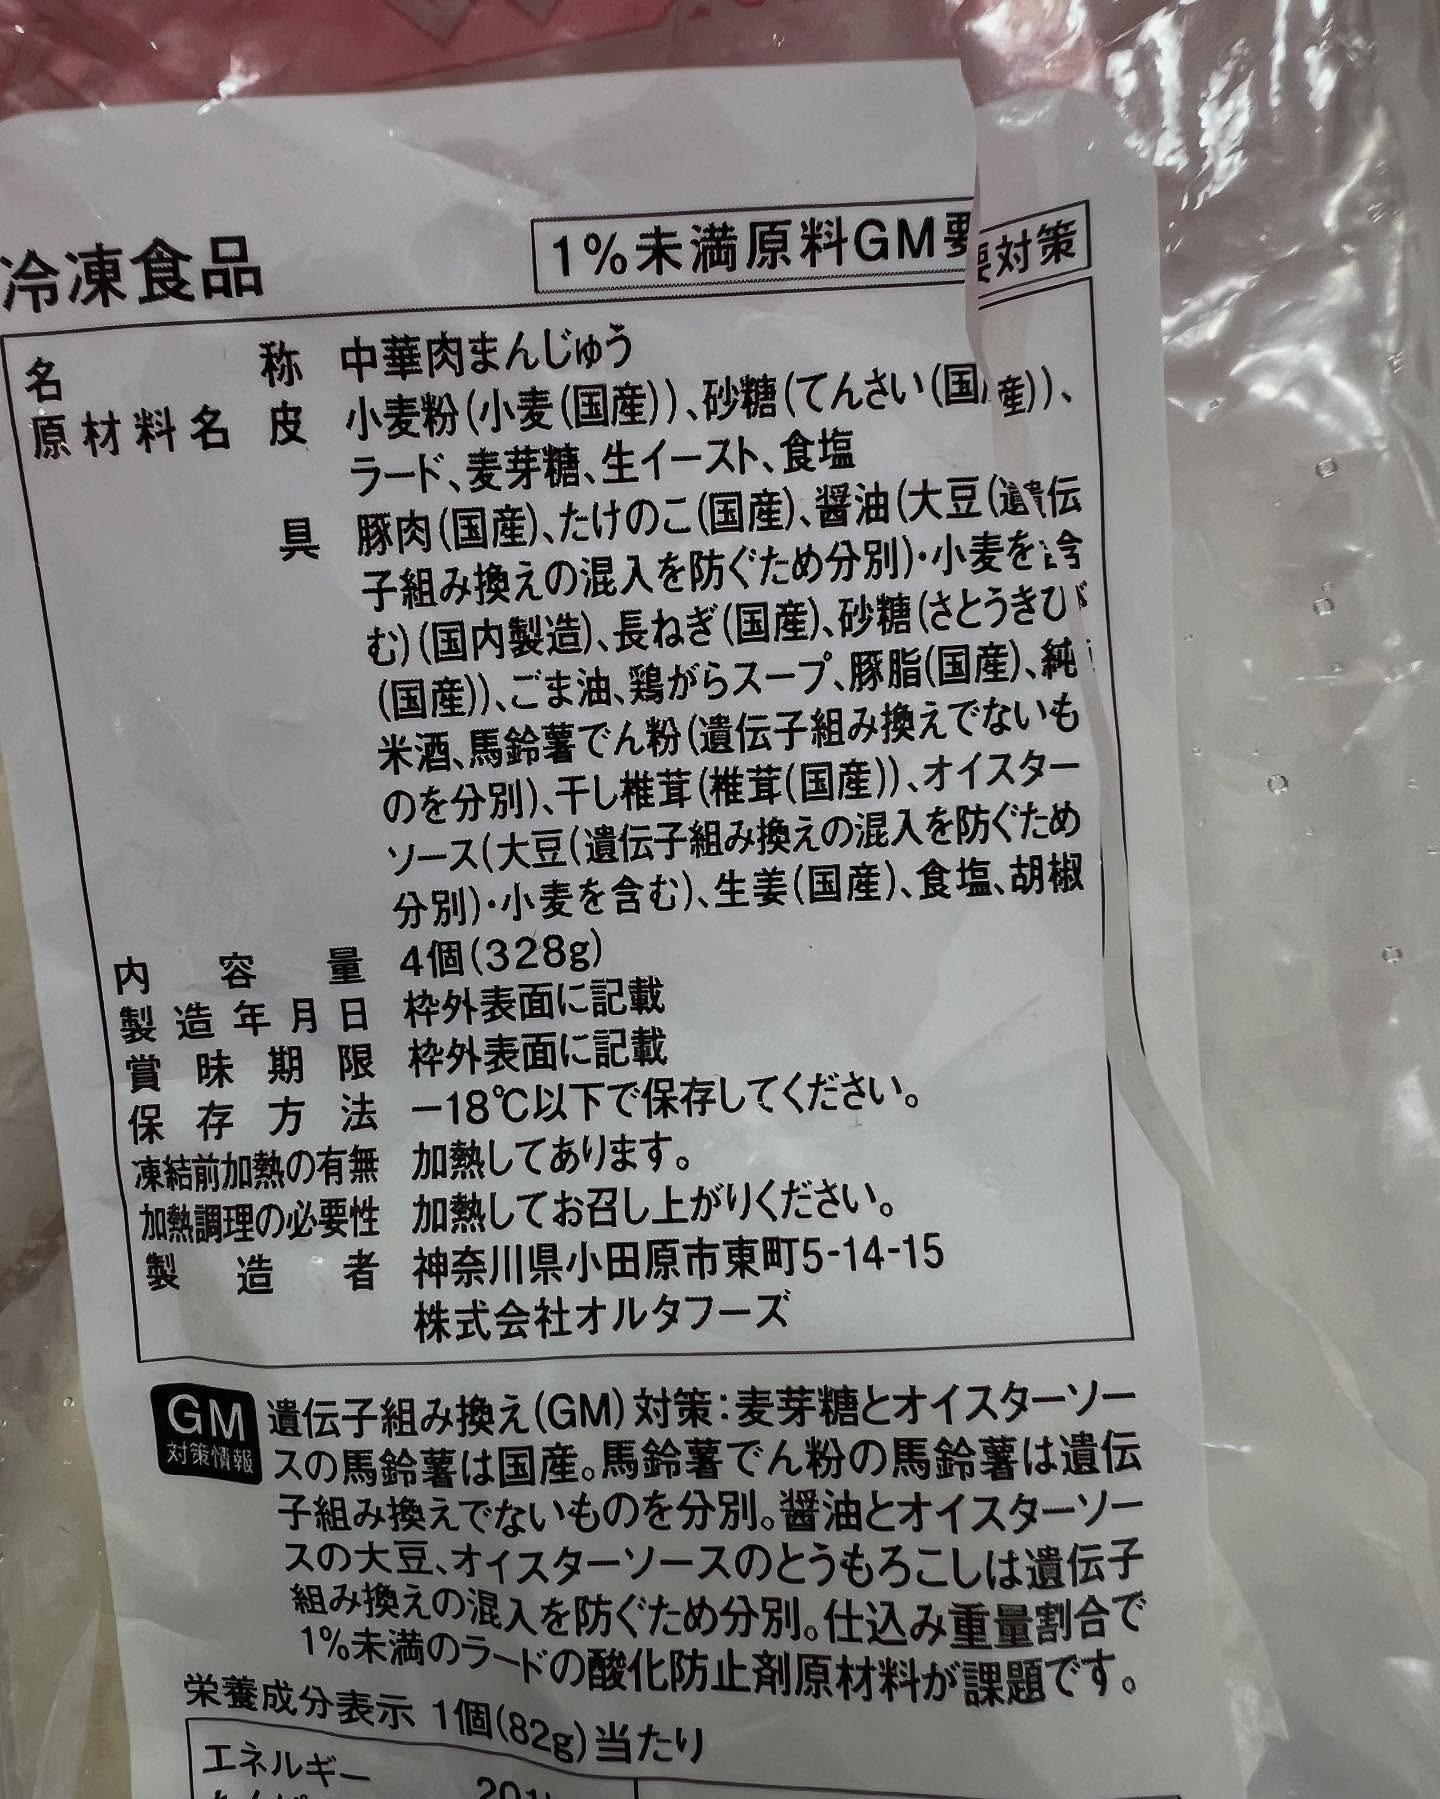 冷凍食品
1%未満原料GM要対策
名称 中華肉まんじゅう
原材料名 皮 小麦粉(小麦(国産))、砂糖(てんさい(国産))、
ラード、麦芽糖、生イースト、食塩
具 豚肉(国産)、たけのこ(国産)、醤油(大豆(遺伝
子組み換えの混入を防ぐため分別)・小麦を含
む)(国内製造)、長ねぎ(国産)、砂糖(さとうきび
(国産))、ごま油、鶏がらスープ、豚脂(国産)、純
米酒、馬鈴薯でん粉(遺伝子組み換えでないも
のを分別)、干し椎茸(椎茸(国産))、オイスター
ソース(大豆(遺伝子組み換えの混入を防ぐため
分別)・小麦を含む)、生姜(国産)、食塩、胡椒
内容量 4個(328g)
製造年月日 枠外表面に記載
賞味期限 枠外表面に記載
保存方法 −18℃以下で保存してください。
凍結前加熱の有無 加熱してあります。
加熱調理の必要性 加熱してお召し上がりください。
製造者 神奈川県小田原市東町5-14-15
株式会社オルタフーズ
GM 遺伝子組み換え(GM)対策:麦芽糖とオイスターソー
対策情報 スの馬鈴薯は国産。馬鈴薯でん粉の馬鈴薯は遺伝
子組み換えでないものを分別。醤油とオイスターソー
スの大豆、オイスターソースのとうもろこしは遺伝子
組み換えの混入を防ぐため分別。仕込み重量割合で
1%未満のラードの酸化防止剤原材料が課題です。
栄養成分表示 1個(82g)当たり
エネルギー